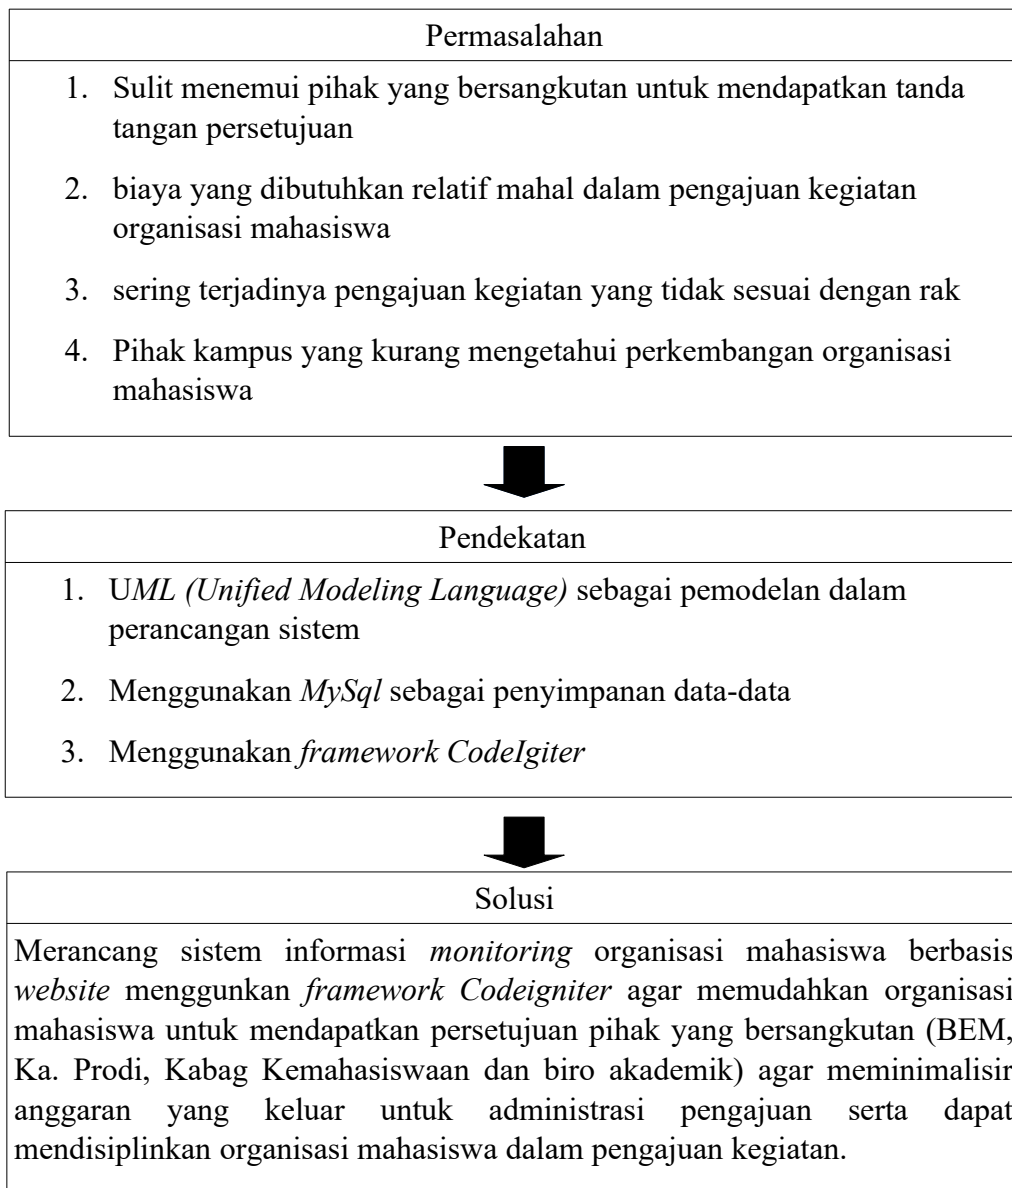 Permasalahan
1. Sulit menemui pihak yang bersangkutan untuk mendapatkan tanda
tangan persetujuan
2. biaya yang dibutuhkan relatif mahal dalam pengajuan kegiatan
organisasi mahasiswa
3. sering terjadinya pengajuan kegiatan yang tidak sesuai dengan rak
4. Pihak kampus yang kurang mengetahui perkembangan organisasi
mahasiswa
Pendekatan
1. UML (Unified Modeling Language) sebagai pemodelan dalam
perancangan sistem
2. Menggunakan MySql sebagai penyimpanan data-data
3. Menggunakan framework CodeIgiter
Solusi
Merancang sistem informasi monitoring organisasi mahasiswa berbasis
website menggunkan framework Codeigniter agar memudahkan organisasi
mahasiswa untuk mendapatkan persetujuan pihak yang bersangkutan (BEM,
Ka. Prodi, Kabag Kemahasiswaan dan biro akademik) agar meminimalisir
anggaran yang keluar untuk administrasi pengajuan serta dapat
mendisiplinkan organisasi mahasiswa dalam pengajuan kegiatan.